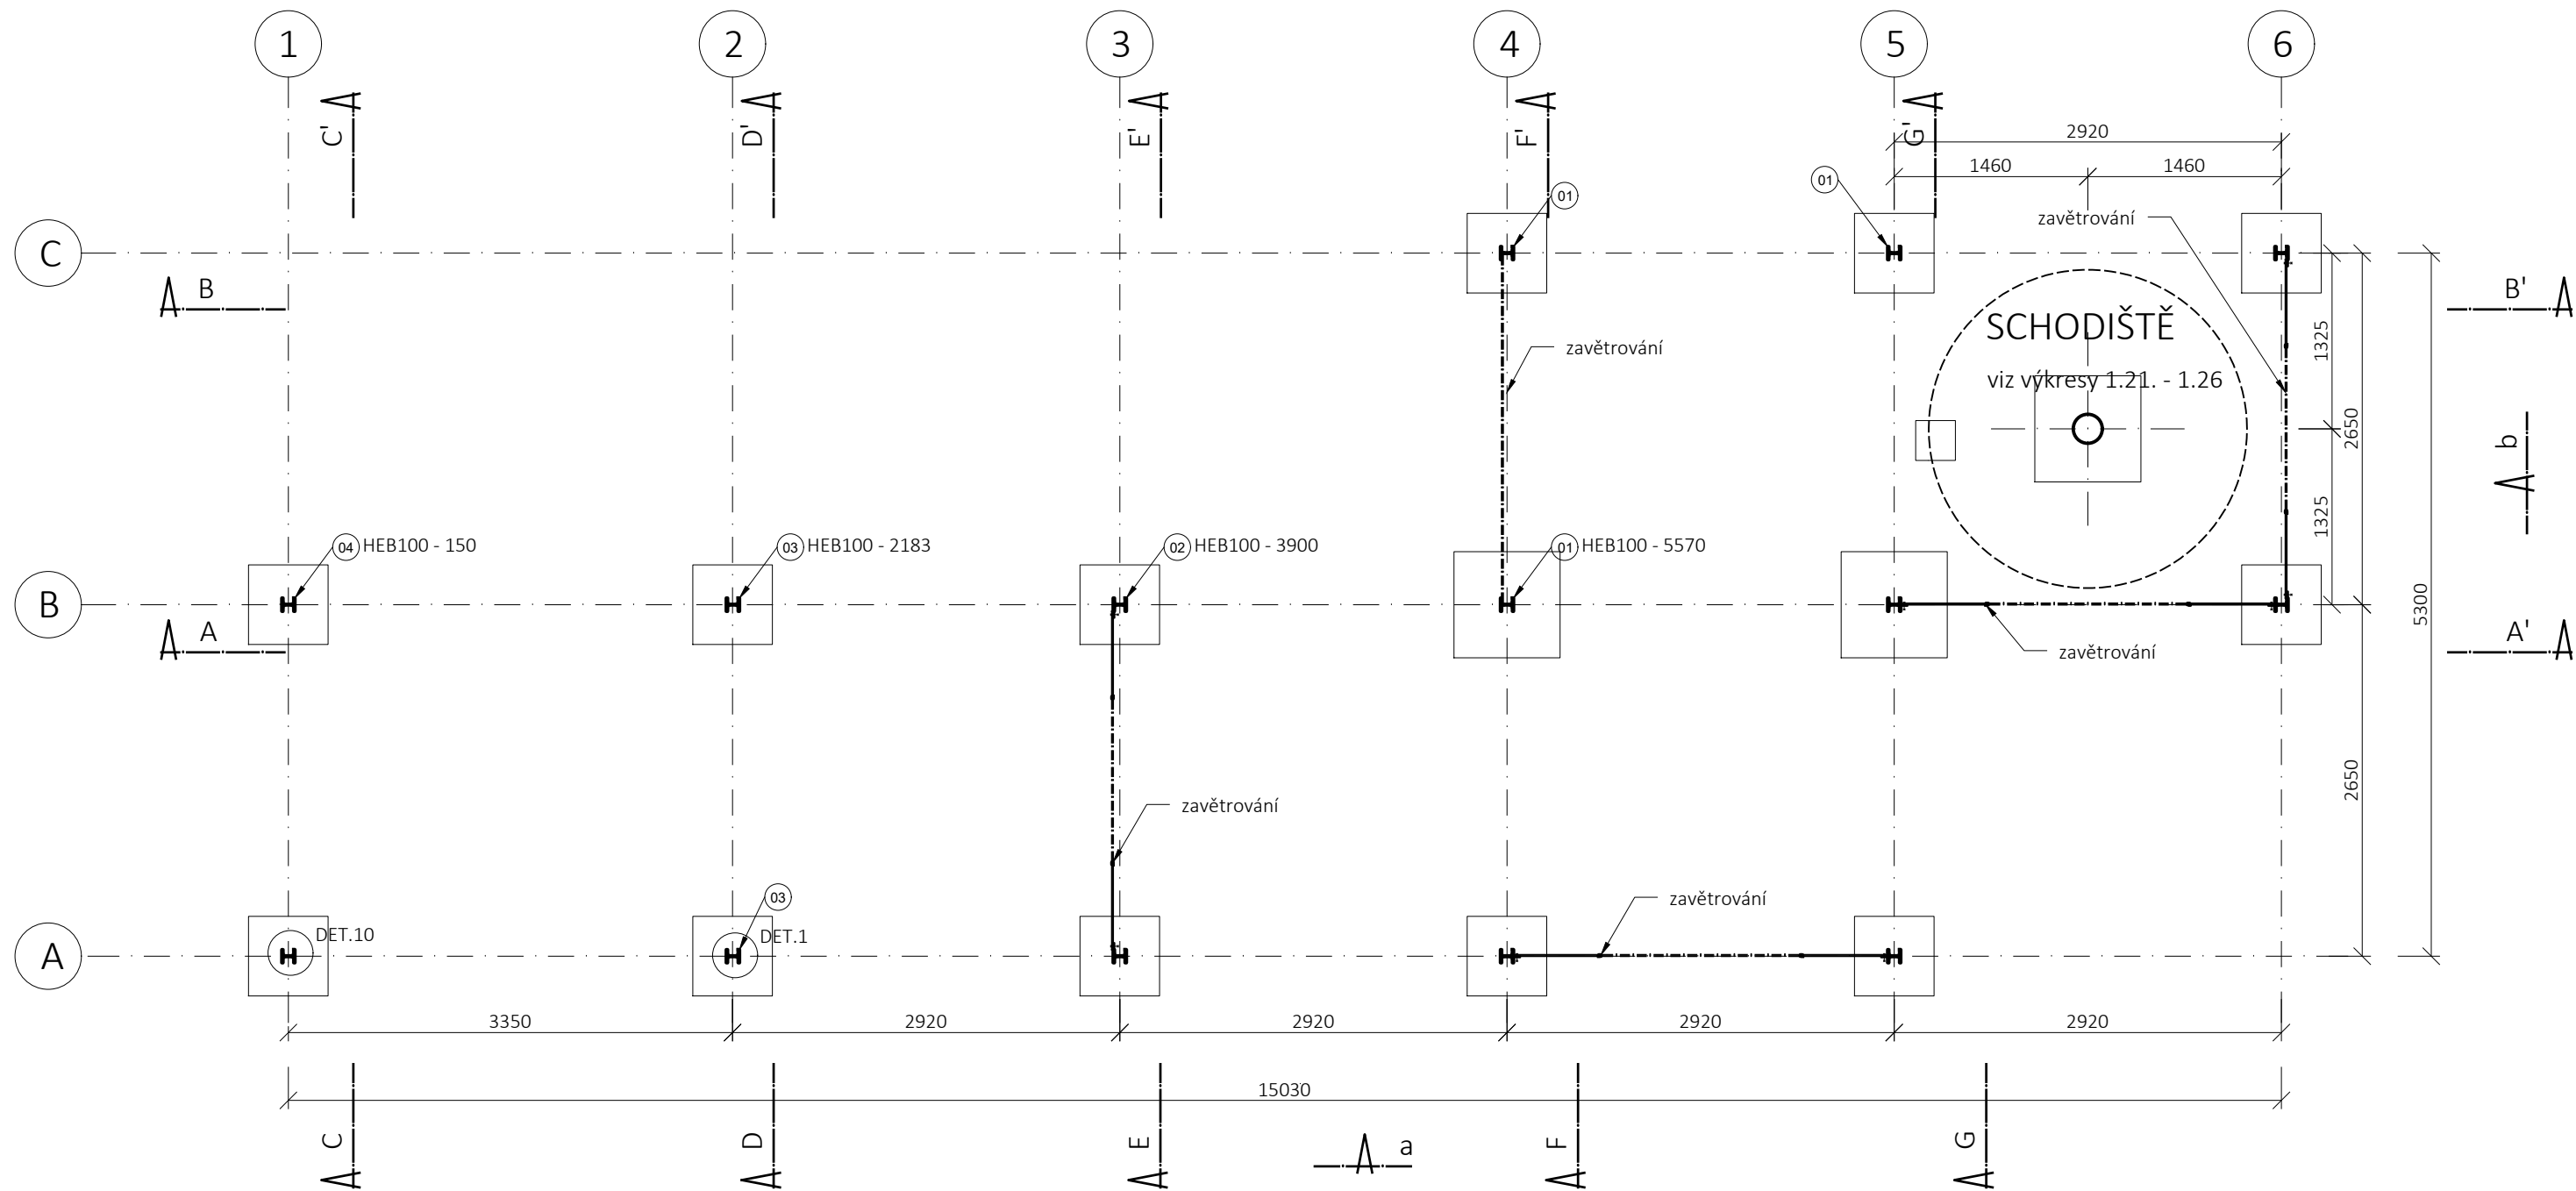 1
2
3
4
5
6
C'
D'
E'
F'
G'
2920
1460
1460
01
01
zavětrování
C
B
B'
SCHODIŠTĚ
viz výkresy 1.21. - 1.26
zavětrování
1325
2650
b
1325
04 HEB100 - 150
03 HEB100 - 2183
02 HEB100 - 3900
01 HEB100 - 5570
B
5300
A
A'
zavětrování
zavětrování
2650
03
zavětrování
DET.10
DET.1
A
3350
2920
2920
2920
2920
15030
C
D
E
a
F
G